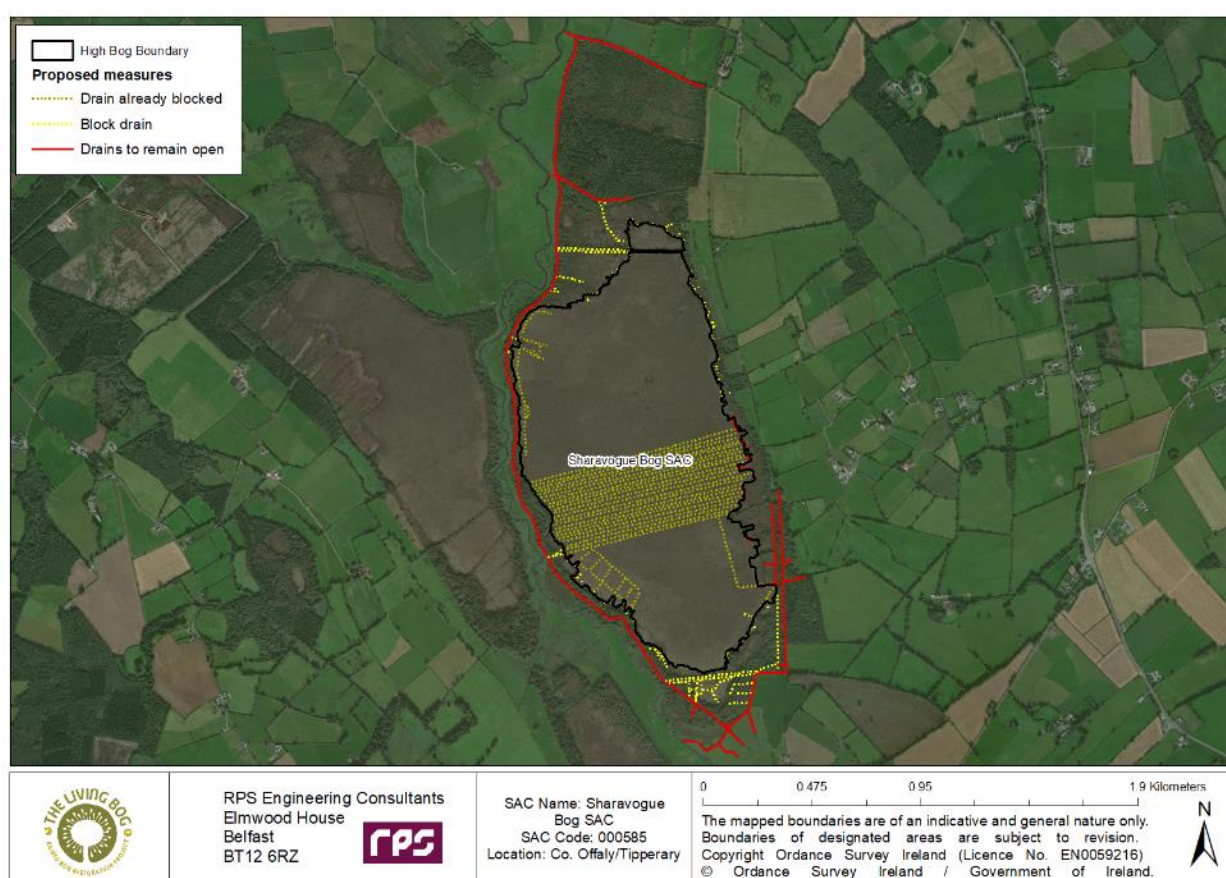 High Bog Boundary
Proposed measures
Drain already blocked
Block drain
Drains to remain open
Sharavogue Bog SAC
THE LIVING BOG
RAISED BOG RESTORATION PROJECT
RPS Engineering Consultants
Elmwood House
Belfast
BT12 6RZ
rps
SAC Name: Sharavogue
Bog SAC
SAC Code: 000585
Location: Co. Offaly/Tipperary
0 0.475 0.95 1.9 Kilometers
The mapped boundaries are of an indicative and general nature only.
Boundaries of designated areas are subject to revision.
Copyright Ordance Survey Ireland (Licence No. EN0059216)
© Ordance Survey Ireland / Government of Ireland.
N